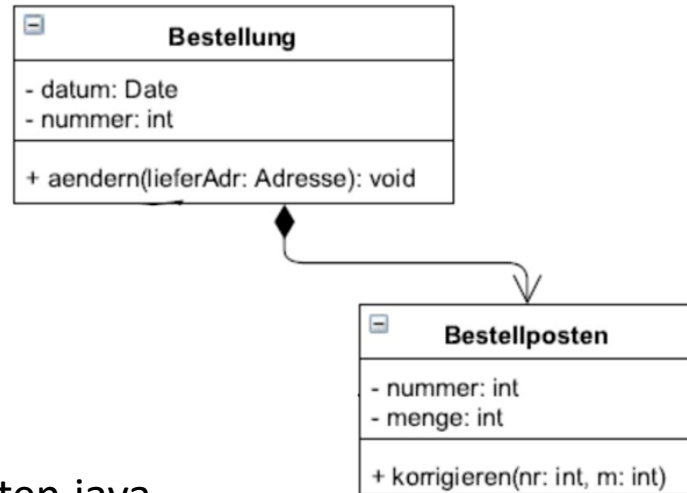 Bestellung
- datum: Date
- nummer: int
+ aendern(lieferAdr: Adresse): void
Bestellposten
- nummer: int
- menge: int
+ korrigieren(nr: int, m: int)